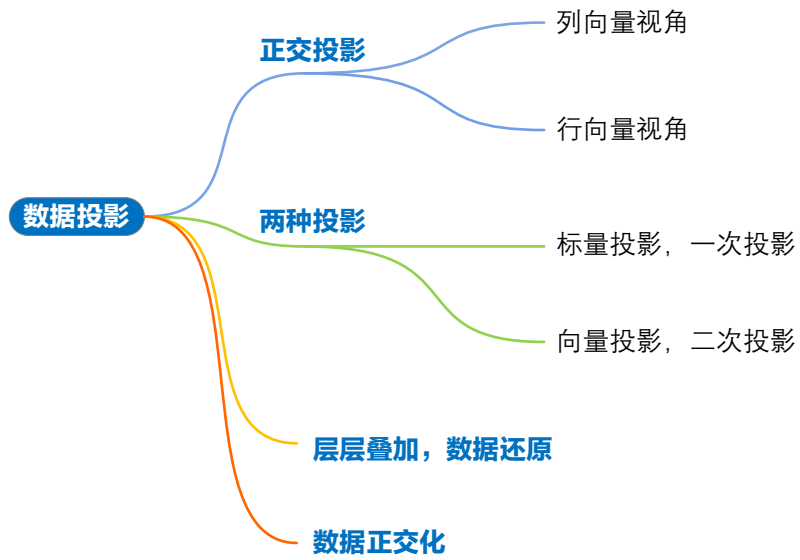 列向量视角
正交投影
行向量视角
数据投影
两种投影
标量投影，一次投影
向量投影，二次投影
层层叠加，数据还原
数据正交化